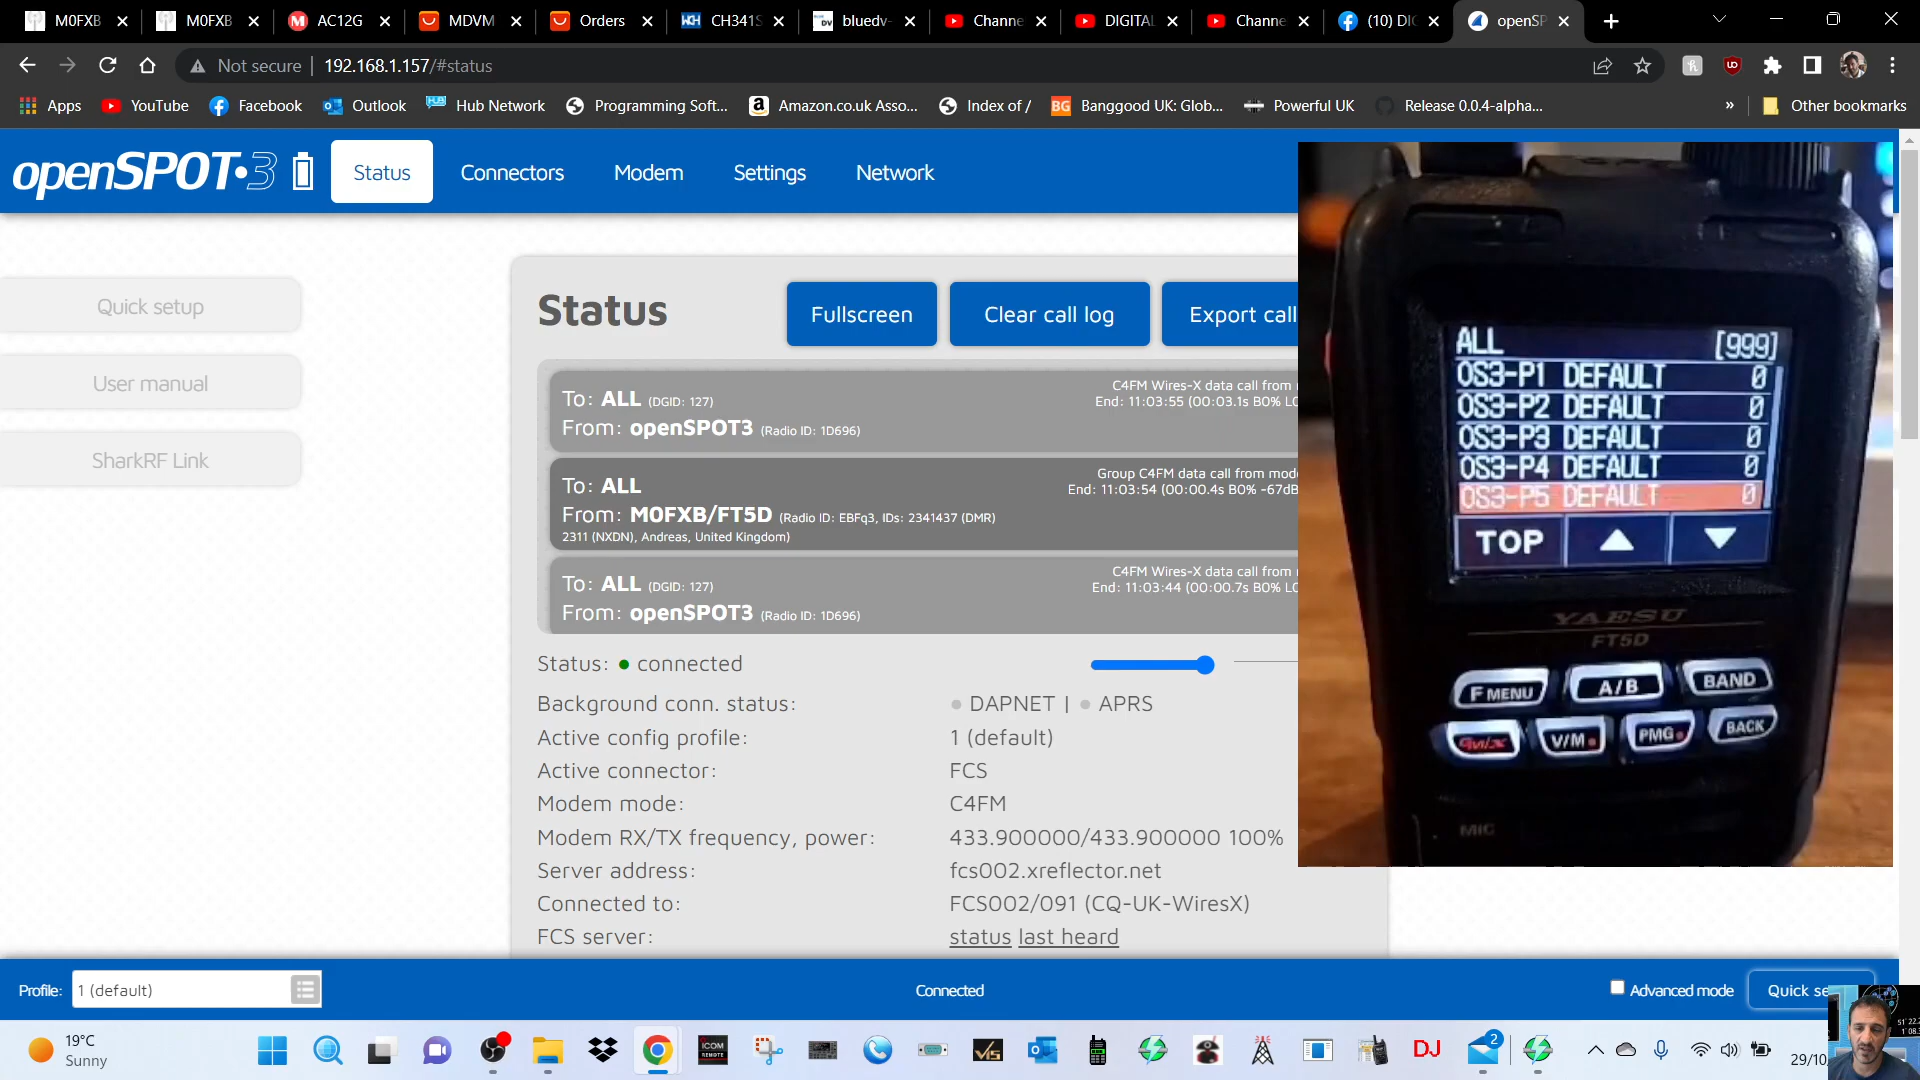 M0FXB
M0FXB
AC12G
MDVM
Orders
CH341S
bluedv-
Channe
DIGITAL
Channe
(10) DI
openSP
Not secure
192.168.1.157/#status
Apps
YouTube
Facebook
Outlook
Hub Network
Programming Soft...
Amazon.co.uk Asso...
Index of /
Banggood UK: Glob...
Powerful UK
Release 0.0.4-alpha...
»
Other bookmarks
openSPOT•3
Status
Connectors
Modem
Settings
Network
Quick setup
User manual
SharkRF Link
Status
Fullscreen
Clear call log
Export call
To: ALL (DGID: 127)
From: openSPOT3 (Radio ID: 1D696)
C4FM Wires-X data call from
End: 11:03:55 (00:03.1s B0% LO
To: ALL
From: M0FXB/FT5D (Radio ID: EBFq3, IDs: 2341437 (DMR)
2311 (NXDN), Andreas, United Kingdom)
Group C4FM data call from mod
End: 11:03:54 (00:00.4s B0% -67dB
To: ALL (DGID: 127)
From: openSPOT3 (Radio ID: 1D696)
C4FM Wires-X data call from
End: 11:03:44 (00:00.7s B0% LO
Status: ● connected
Background conn. status: ● DAPNET | ● APRS
Active config profile: 1 (default)
Active connector: FCS
Modem mode: C4FM
Modem RX/TX frequency, power: 433.900000/433.900000 100%
Server address: fcs002.xreflector.net
Connected to: FCS002/091 (CQ-UK-WiresX)
FCS server: status last heard
ALL [999]
OS3-P1 DEFAULT 0
OS3-P2 DEFAULT 0
OS3-P3 DEFAULT 0
OS3-P4 DEFAULT 0
OS3-P5 DEFAULT 0
TOP
YAESU
FT5D
F MENU
A/B
BAND
V/M
PMG
BACK
MIC
Profile: 1 (default)
Connected
Advanced mode
Quick se
19°C
Sunny
ICOM
REMOTE
DJ
2
29/10